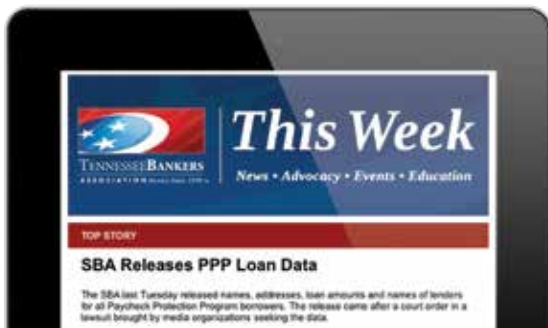 This Week
TENNESSEE BANKERS
ASSOCIATION
News • Advocacy • Events • Education
TOP STORY
SBA Releases PPP Loan Data
The SBA last Tuesday released names, addresses, loan amounts and names of lenders
for all Paycheck Protection Program borrowers. The release came after a court order in a
lawsuit brought by media organizations seeking the data.